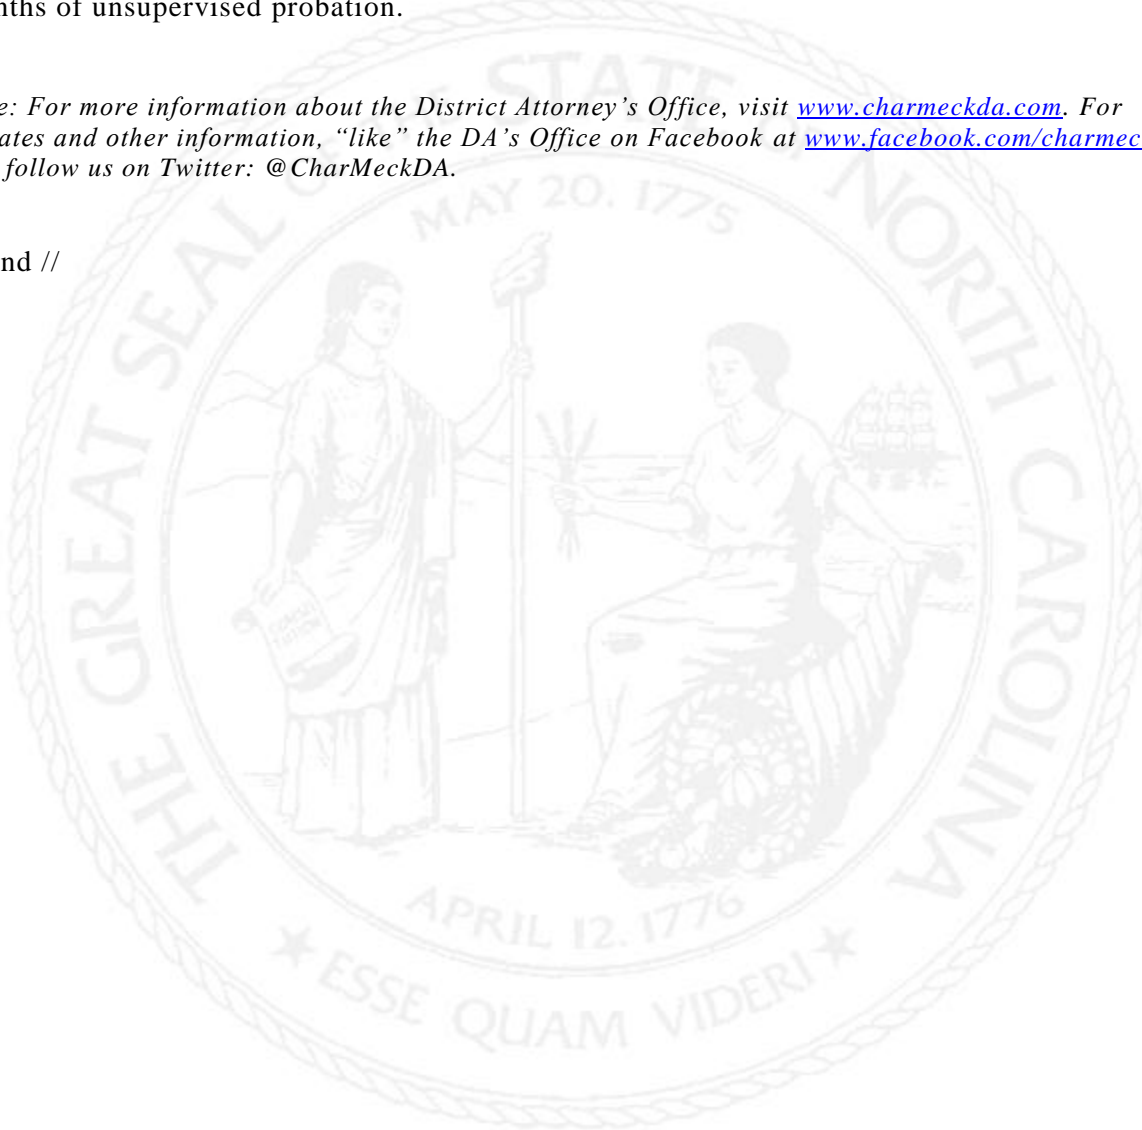 nths of unsupervised probation.
e: For more information about the District Attorney’s Office, visit www.charmeckda.com. For
ates and other information, “like” the DA’s Office on Facebook at www.facebook.com/charmec
follow us on Twitter: @CharMeckDA.
nd //
THE GREAT SEAL OF THE STATE OF NORTH CAROLINA
MAY 20, 1775
APRIL 12, 1776
★ ESSE QUAM VIDERI ★